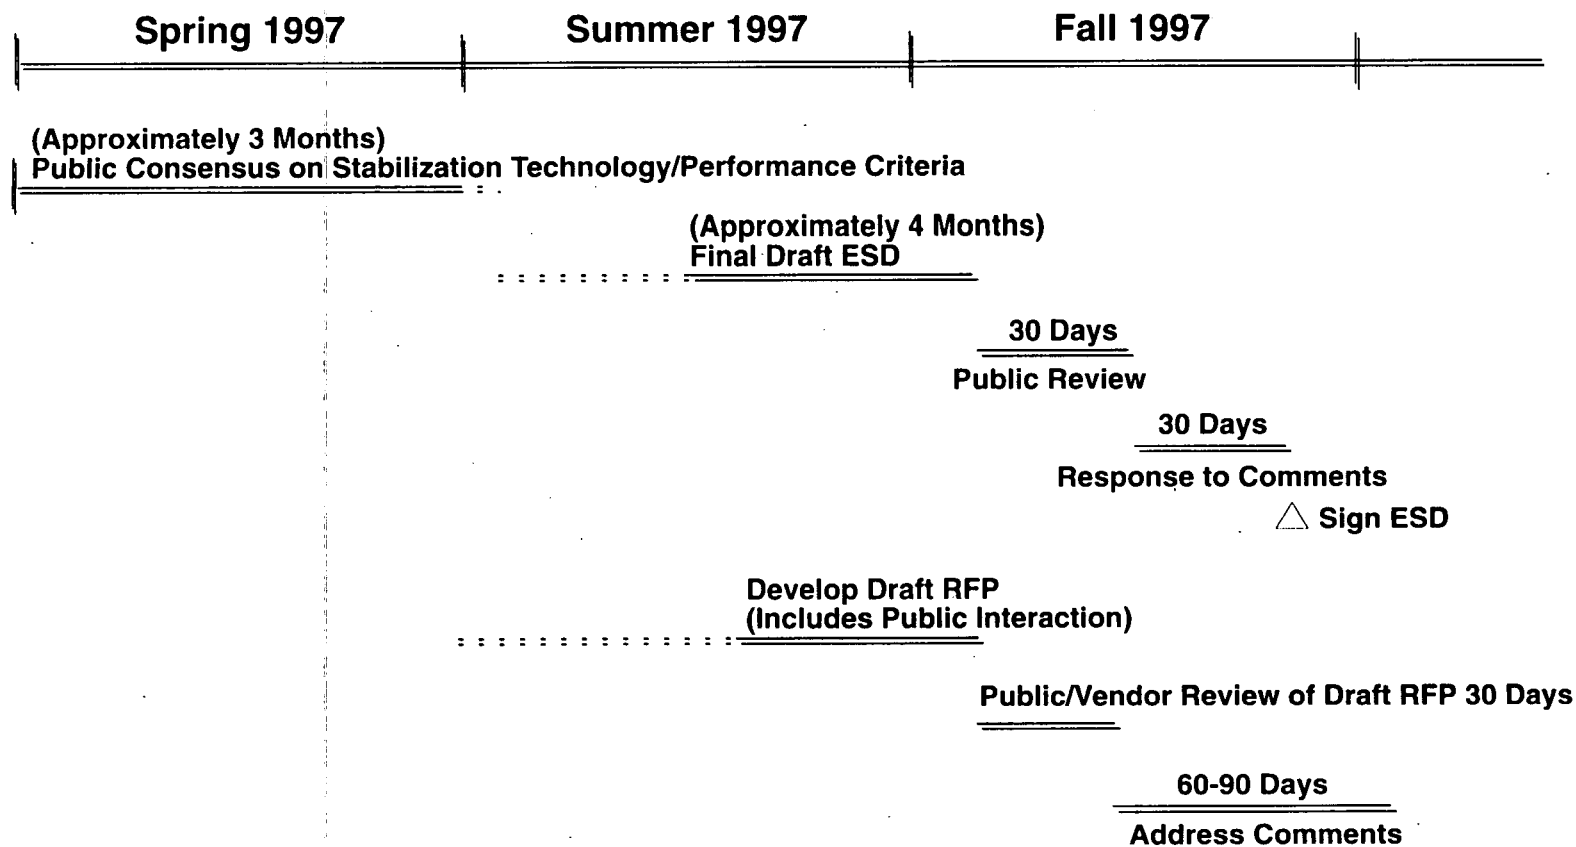 Spring 1997
Summer 1997
Fall 1997
(Approximately 3 Months)
Public Consensus on Stabilization Technology/Performance Criteria
(Approximately 4 Months)
Final Draft ESD
30 Days
Public Review
30 Days
Response to Comments
Sign ESD
Develop Draft RFP
(Includes Public Interaction)
Public/Vendor Review of Draft RFP 30 Days
60-90 Days
Address Comments